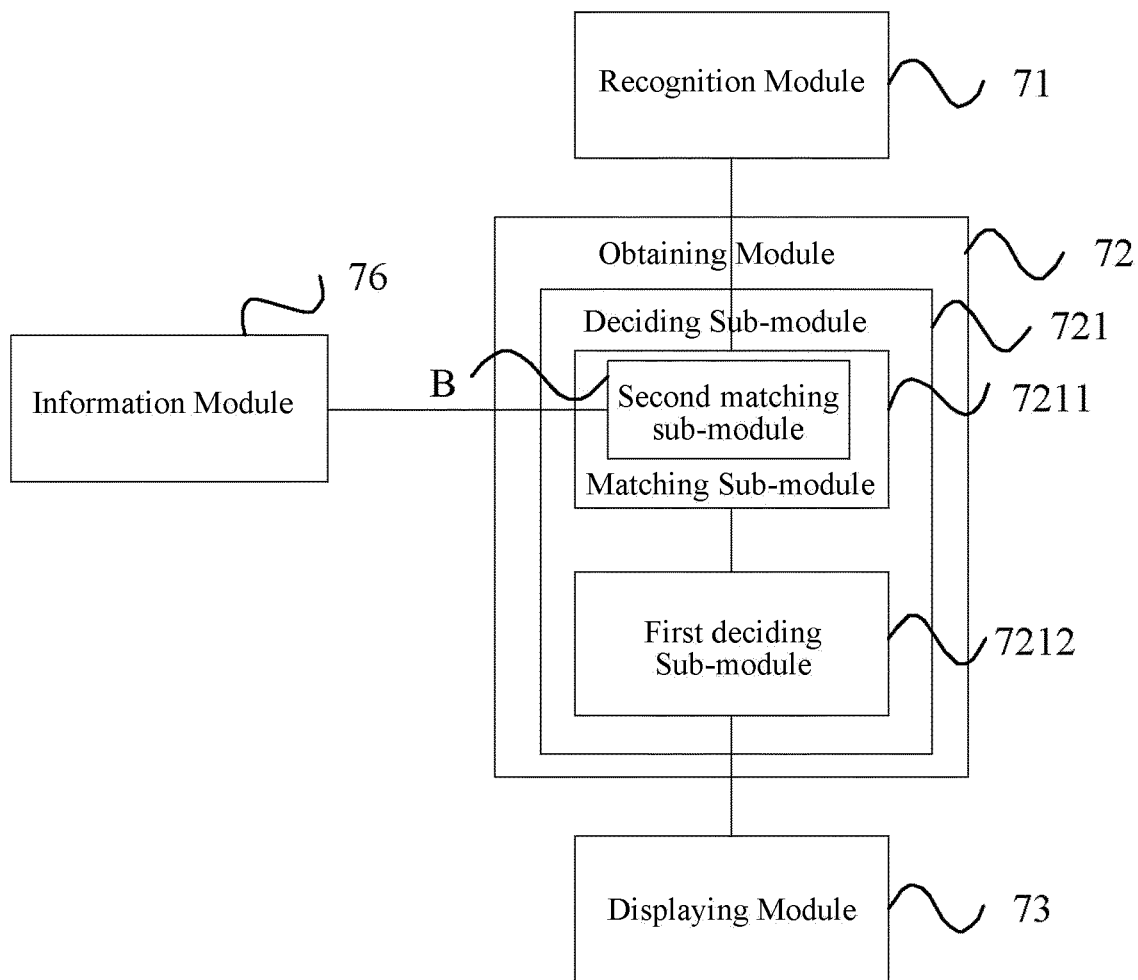 Recognition Module
71
Obtaining Module
72
76
Deciding Sub-module
721
Information Module
B
Second matching
sub-module
7211
Matching Sub-module
First deciding
Sub-module
7212
Displaying Module
73